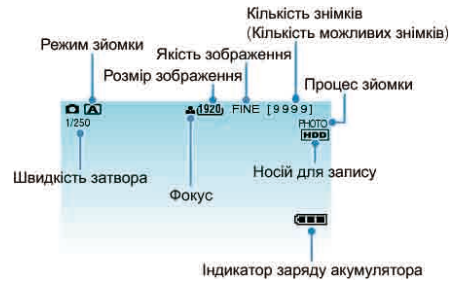 Кількість знімків
(Кількість можливих знімків)
Режим зйомки
Якість зображення
Розмір зображення
Процес зйомки
A 1920 FINE [9999]
1/250
PHOTO
HDD
Швидкість затвора
Фокус
Носій для запису
Індикатор заряду акумулятора